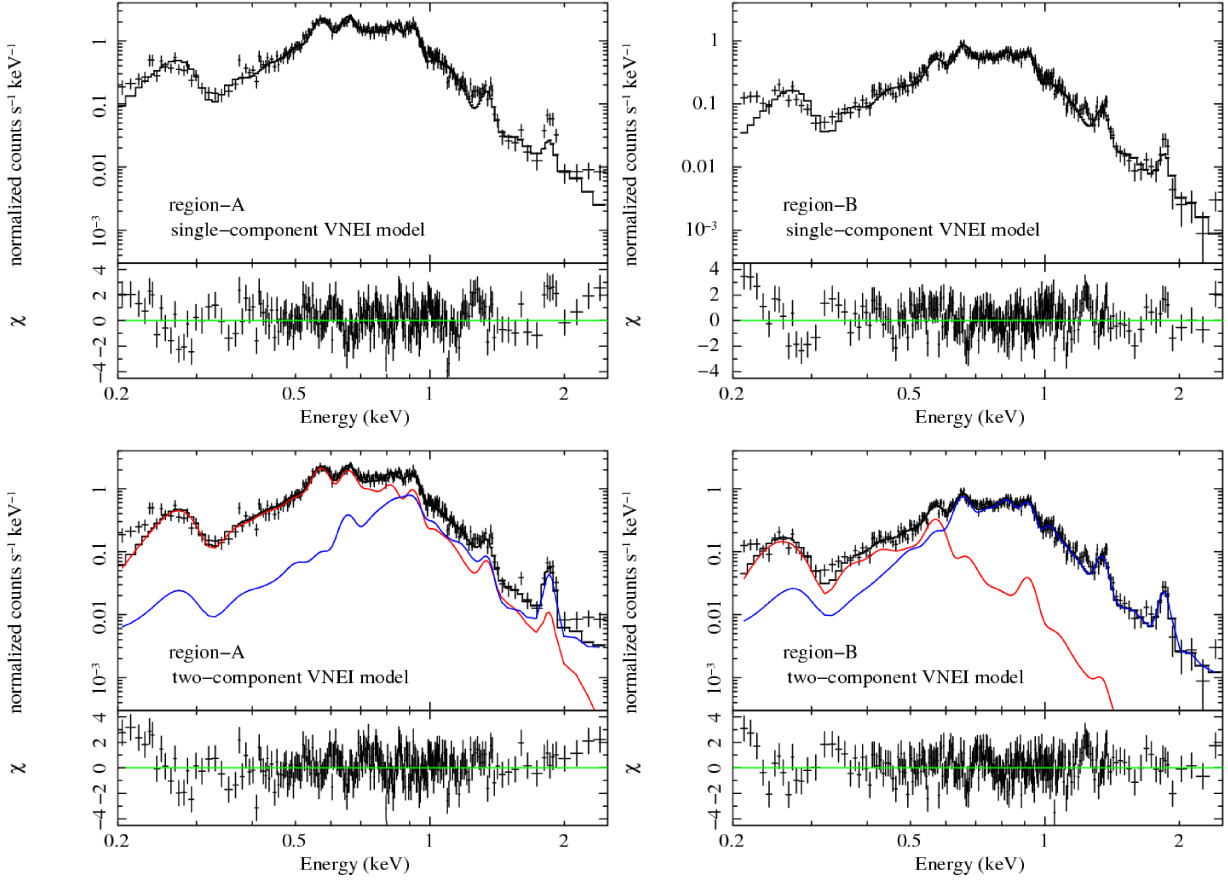 normalized counts s⁻¹ keV⁻¹
1
0.1
0.01
10⁻³
region−A
single−component VNEI model
χ
4
2
0
−2
−4
0.2
0.5
1
2
Energy (keV)
normalized counts s⁻¹ keV⁻¹
1
0.1
0.01
10⁻³
region−B
single−component VNEI model
χ
4
2
0
−2
−4
0.2
0.5
1
2
Energy (keV)
normalized counts s⁻¹ keV⁻¹
1
0.1
0.01
10⁻³
region−A
two−component VNEI model
χ
4
2
0
−2
−4
0.2
0.5
1
2
Energy (keV)
normalized counts s⁻¹ keV⁻¹
1
0.1
0.01
10⁻³
region−B
two−component VNEI model
χ
4
2
0
−2
−4
0.2
0.5
1
2
Energy (keV)